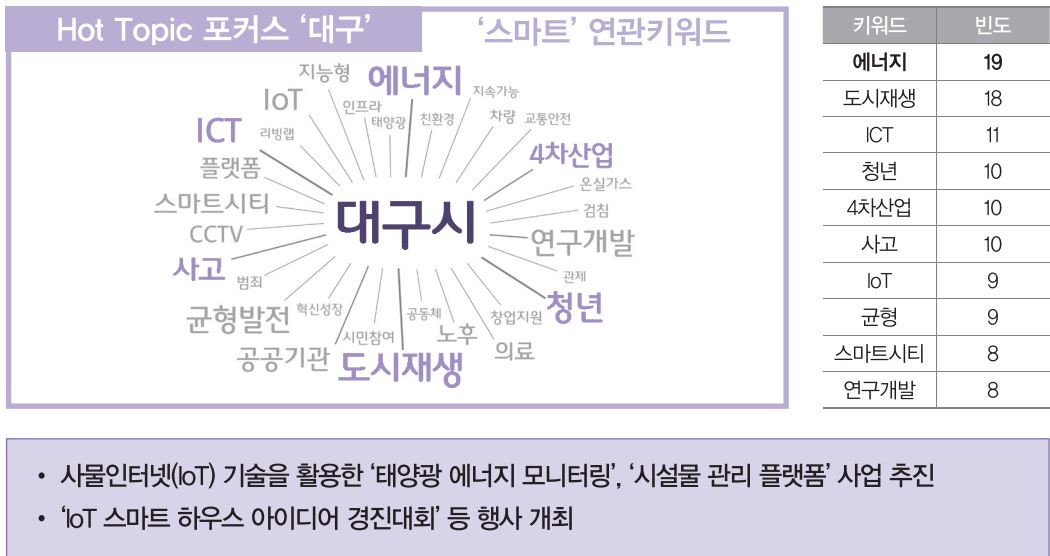 Hot Topic 포커스 ‘대구’
‘스마트’ 연관키워드
지능형
에너지
지속가능
IoT
인프라
태양광
친환경
차량
교통안전
ICT
리빙랩
4차산업
플랫폼
온실가스
스마트시티
대구시
검침
CCTV
연구개발
사고
범죄
관제
균형발전
혁신성장
공동체
창업지원
청년
시민참여
노후
공공기관
도시재생
의료
키워드 빈도
에너지 19
도시재생 18
ICT 11
청년 10
4차산업 10
사고 10
IoT 9
균형 9
스마트시티 8
연구개발 8
• 사물인터넷(IoT) 기술을 활용한 ‘태양광 에너지 모니터링’, ‘시설물 관리 플랫폼’ 사업 추진
• ‘IoT 스마트 하우스 아이디어 경진대회’ 등 행사 개최